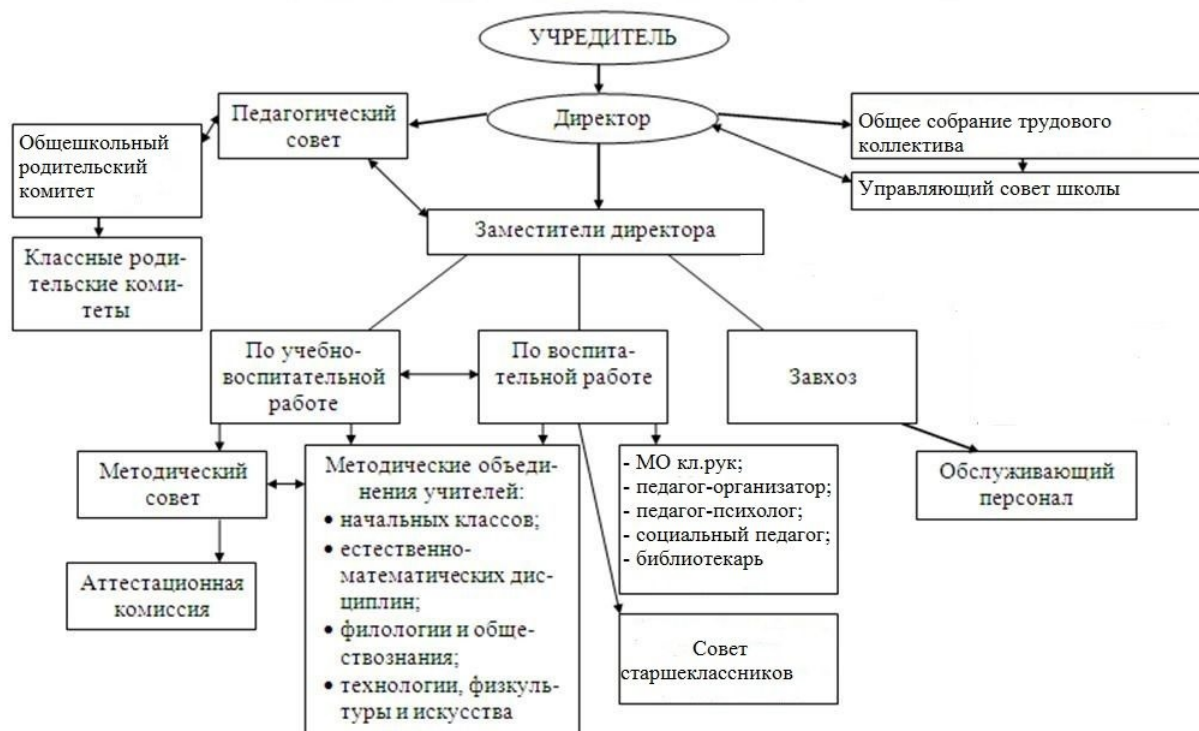 УЧРЕДИТЕЛЬ
Директор
Педагогический
совет
Общее собрание трудового
коллектива
Управляющий совет школы
Общешкольный
родительский
комитет
Классные роди-
тельские коми-
теты
Заместители директора
По учебно-
воспитательной
работе
По воспита-
тельной работе
Завхоз
Методический
совет
Методические объеди-
нения учителей:
• начальных классов;
• естественно-
математических дис-
циплин;
• филологии и обще-
ствознания;
• технологии, физкуль-
туры и искусства
- МО кл.рук;
- педагог-организатор;
- педагог-психолог;
- социальный педагог;
- библиотекарь
Обслуживающий
персонал
Аттестационная
комиссия
Совет
старшеклассников